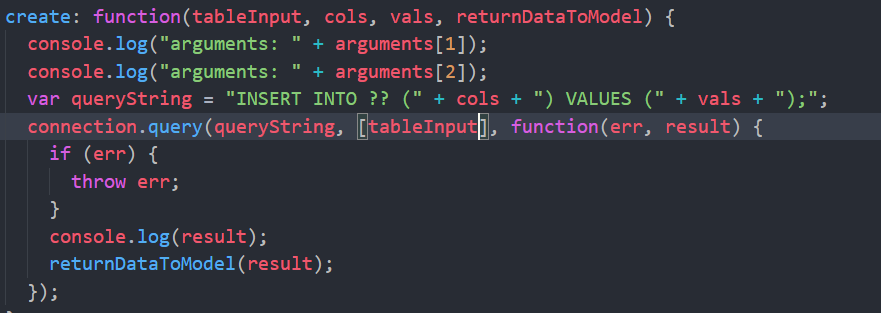 create: function(tableInput, cols, vals, returnDataToModel) {
console.log("arguments: " + arguments[1]);
console.log("arguments: " + arguments[2]);
var queryString = "INSERT INTO ?? (" + cols + ") VALUES (" + vals + ");";
connection.query(queryString, [tableInput], function(err, result) {
if (err) {
throw err;
}
console.log(result);
returnDataToModel(result);
});